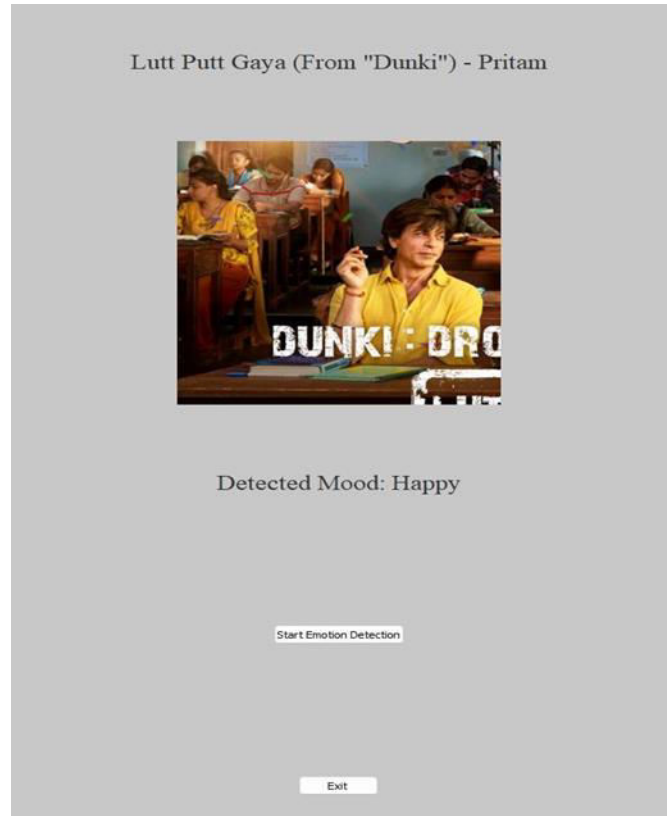 Lutt Putt Gaya (From "Dunki") - Pritam
DUNKI : DRO
Detected Mood: Happy
Start Emotion Detection
Exit